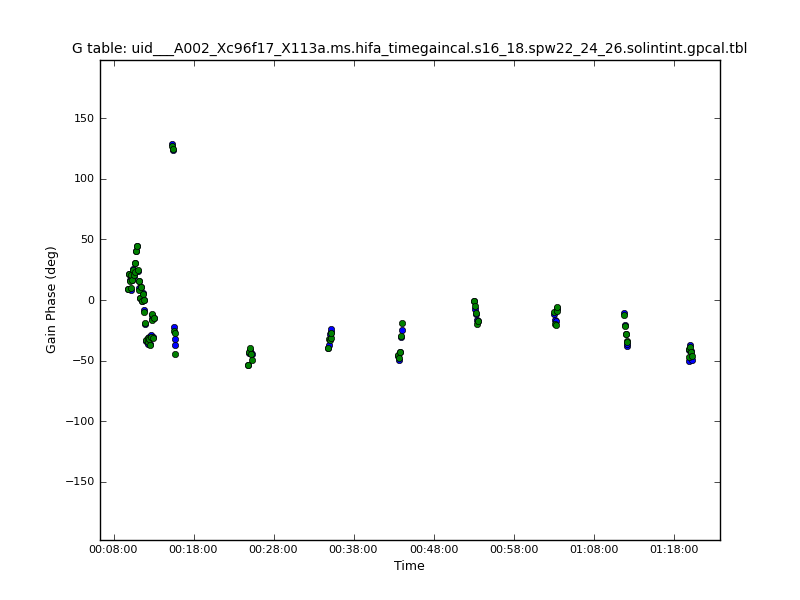 G table: uid___A002_Xc96f17_X113a.ms.hifa_timegaincal.s16_18.spw22_24_26.solintint.gpcal.tbl
150
100
50
0
−50
−100
−150
Gain Phase (deg)
00:08:00 00:18:00 00:28:00 00:38:00 00:48:00 00:58:00 01:08:00 01:18:00
Time